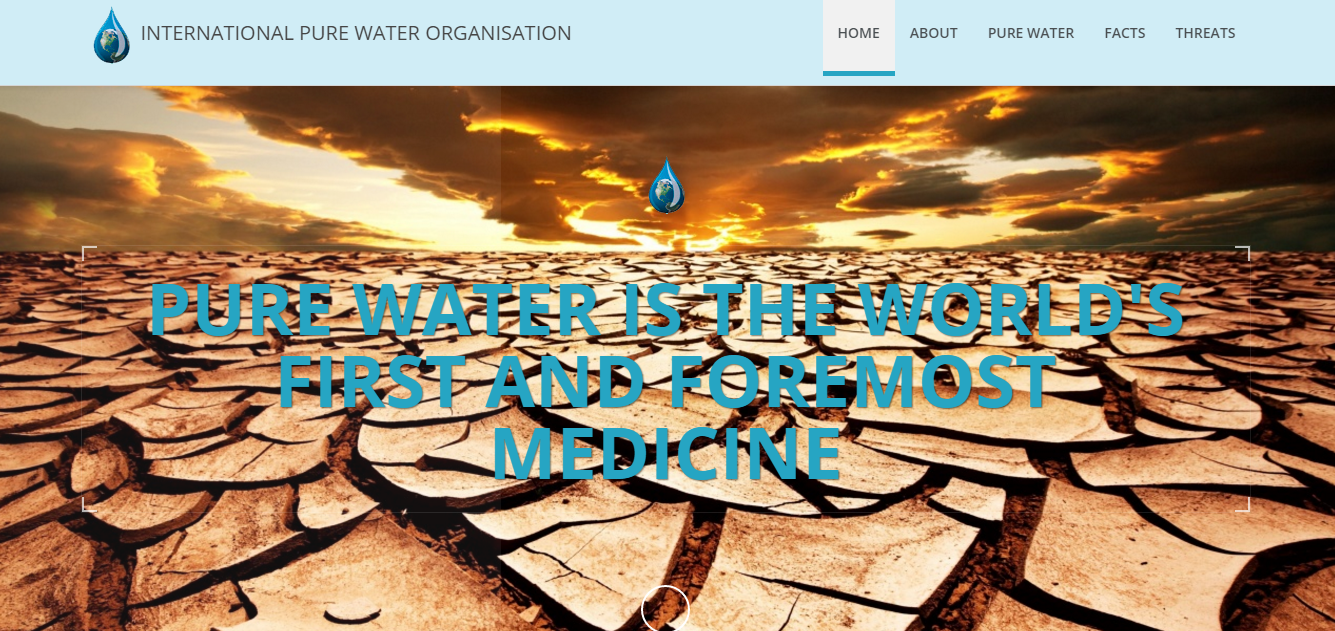 INTERNATIONAL PURE WATER ORGANISATION
HOME ABOUT PURE WATER FACTS THREATS
PURE WATER IS THE WORLD'S
FIRST AND FOREMOST
MEDICINE